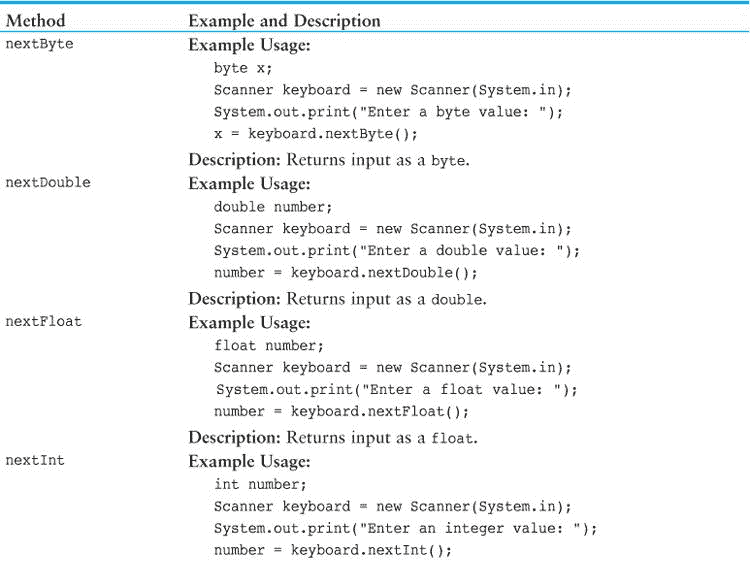 Method Example and Description
nextByte Example Usage:
byte x;
Scanner keyboard = new Scanner(System.in);
System.out.print("Enter a byte value: ");
x = keyboard.nextByte();
Description: Returns input as a byte.
nextDouble Example Usage:
double number;
Scanner keyboard = new Scanner(System.in);
System.out.print("Enter a double value: ");
number = keyboard.nextDouble();
Description: Returns input as a double.
nextFloat Example Usage:
float number;
Scanner keyboard = new Scanner(System.in);
System.out.print("Enter a float value: ");
number = keyboard.nextFloat();
Description: Returns input as a float.
nextInt Example Usage:
int number;
Scanner keyboard = new Scanner(System.in);
System.out.print("Enter an integer value: ");
number = keyboard.nextInt();